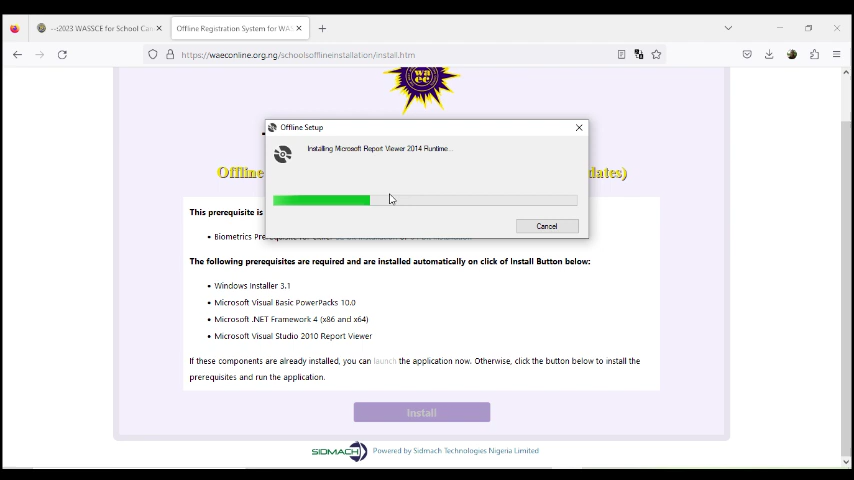 --:2023 WASSCE for School Can
Offline Registration System for WAS
https://waeconline.org.ng/schoolsofflineinstallation/install.htm
waec
Offline Setup
Installing Microsoft Report Viewer 2014 Runtime...
Cancel
Offline
dates)
This prerequisite is
Biometrics Pre
The following prerequisites are required and are installed automatically on click of Install Button below:
Windows Installer 3.1
Microsoft Visual Basic PowerPacks 10.0
Microsoft .NET Framework 4 (x86 and x64)
Microsoft Visual Studio 2010 Report Viewer
If these components are already installed, you can launch the application now. Otherwise, click the button below to install the
prerequisites and run the application.
Install
SIDMACH Powered by Sidmach Technologies Nigeria Limited